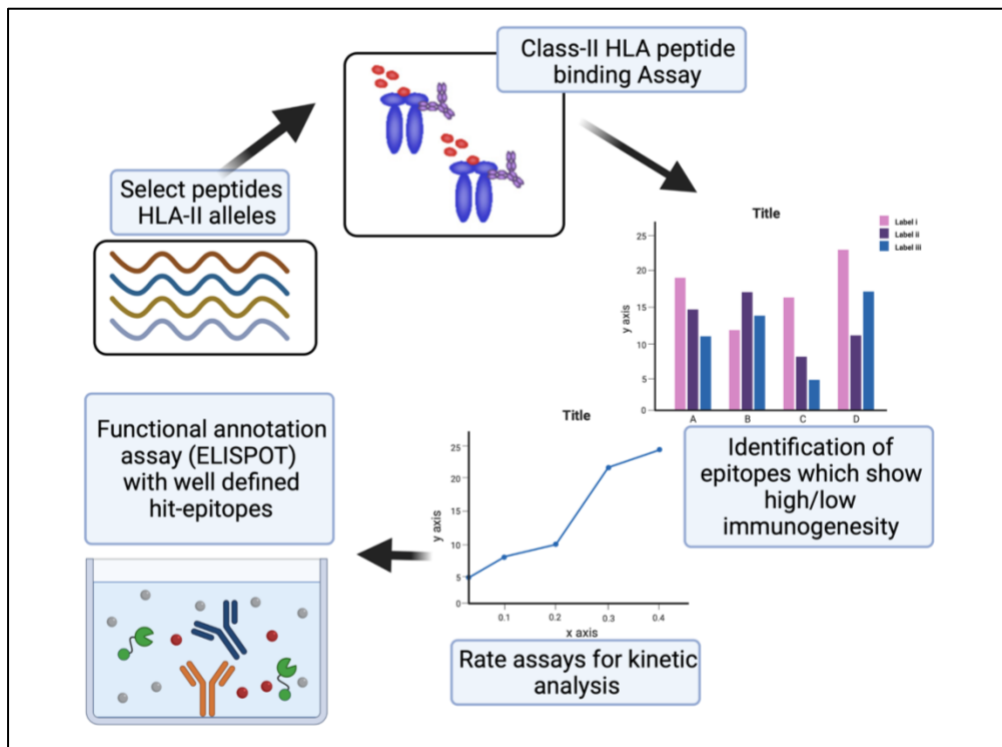 Class-II HLA peptide
binding Assay
Select peptides
HLA-II alleles
Title
Label i
Label ii
Label iii
y axis
25
20
15
10
5
0
A B C D
Identification of
epitopes which show
high/low
immunogenesity
Title
y axis
25
20
15
10
5
0
0.1 0.2 0.3 0.4
x axis
Rate assays for kinetic
analysis
Functional annotation
assay (ELISPOT)
with well defined
hit-epitopes